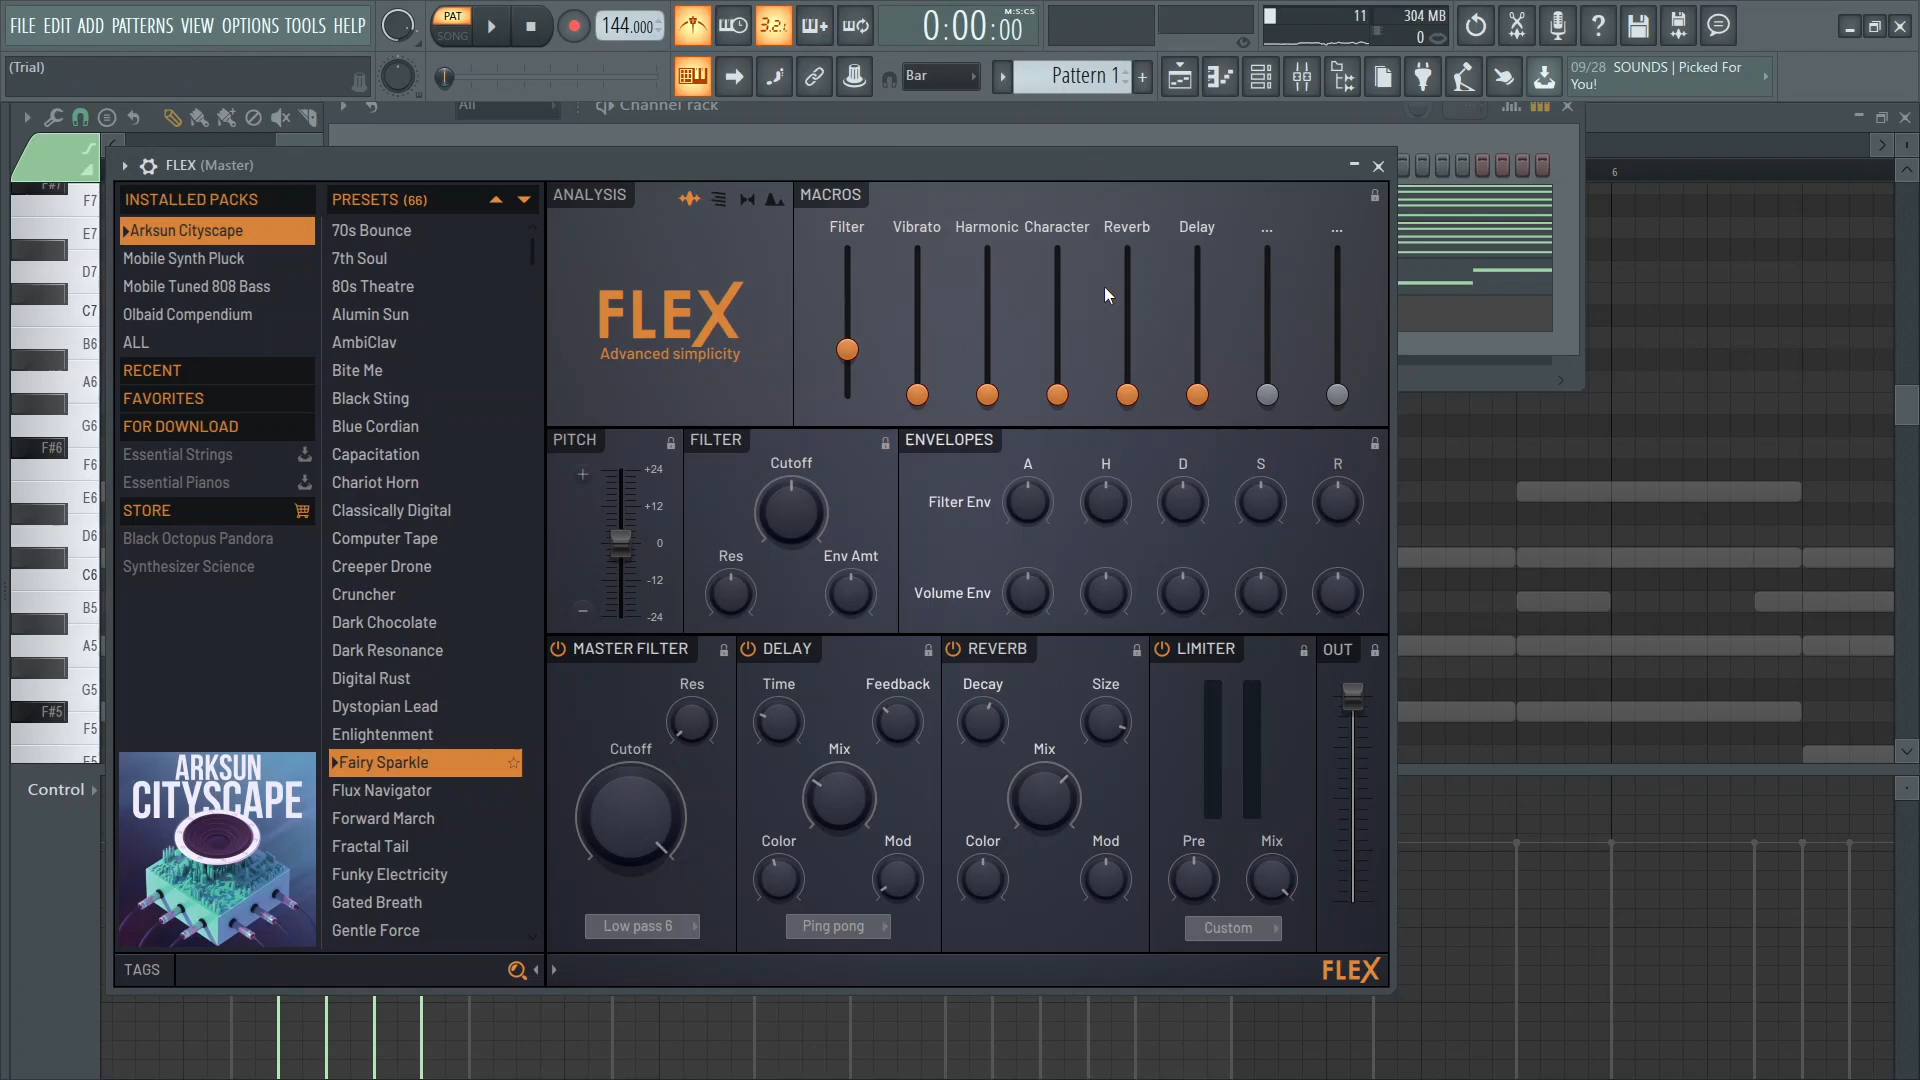 FILE EDIT ADD PATTERNS VIEW OPTIONS TOOLS HELP
PAT
SONG
144.000
3.2.
0:00:00
M:S:CS
11
304 MB
0
(Trial)
Bar
Pattern 1
09/28 SOUNDS | Picked For
You!
All
Channel rack
6
FLEX (Master)
INSTALLED PACKS
Arksun Cityscape
Mobile Synth Pluck
Mobile Tuned 808 Bass
Olbaid Compendium
ALL
RECENT
FAVORITES
FOR DOWNLOAD
Essential Strings
Essential Pianos
STORE
Black Octopus Pandora
Synthesizer Science
ARKSUN
CITYSCAPE
TAGS
PRESETS (66)
70s Bounce
7th Soul
80s Theatre
Alumin Sun
AmbiClav
Bite Me
Black Sting
Blue Cordian
Capacitation
Chariot Horn
Classically Digital
Computer Tape
Creeper Drone
Cruncher
Dark Chocolate
Dark Resonance
Digital Rust
Dystopian Lead
Enlightenment
Fairy Sparkle
Flux Navigator
Forward March
Fractal Tail
Funky Electricity
Gated Breath
Gentle Force
ANALYSIS
FLEX
Advanced simplicity
MACROS
Filter Vibrato Harmonic Character Reverb Delay ... ...
PITCH
+24
+12
0
-12
-24
FILTER
Cutoff
Res
Env Amt
ENVELOPES
A H D S R
Filter Env
Volume Env
MASTER FILTER
Res
Cutoff
Low pass 6
DELAY
Time
Feedback
Mix
Color
Mod
Ping pong
REVERB
Decay
Size
Mix
Color
Mod
LIMITER
Pre
Mix
Custom
OUT
FLEX
F#7
F7
E7
D7
C7
B6
A6
G6
F#6
F6
E6
D6
C6
B5
A5
G5
F#5
F5
E5
Control